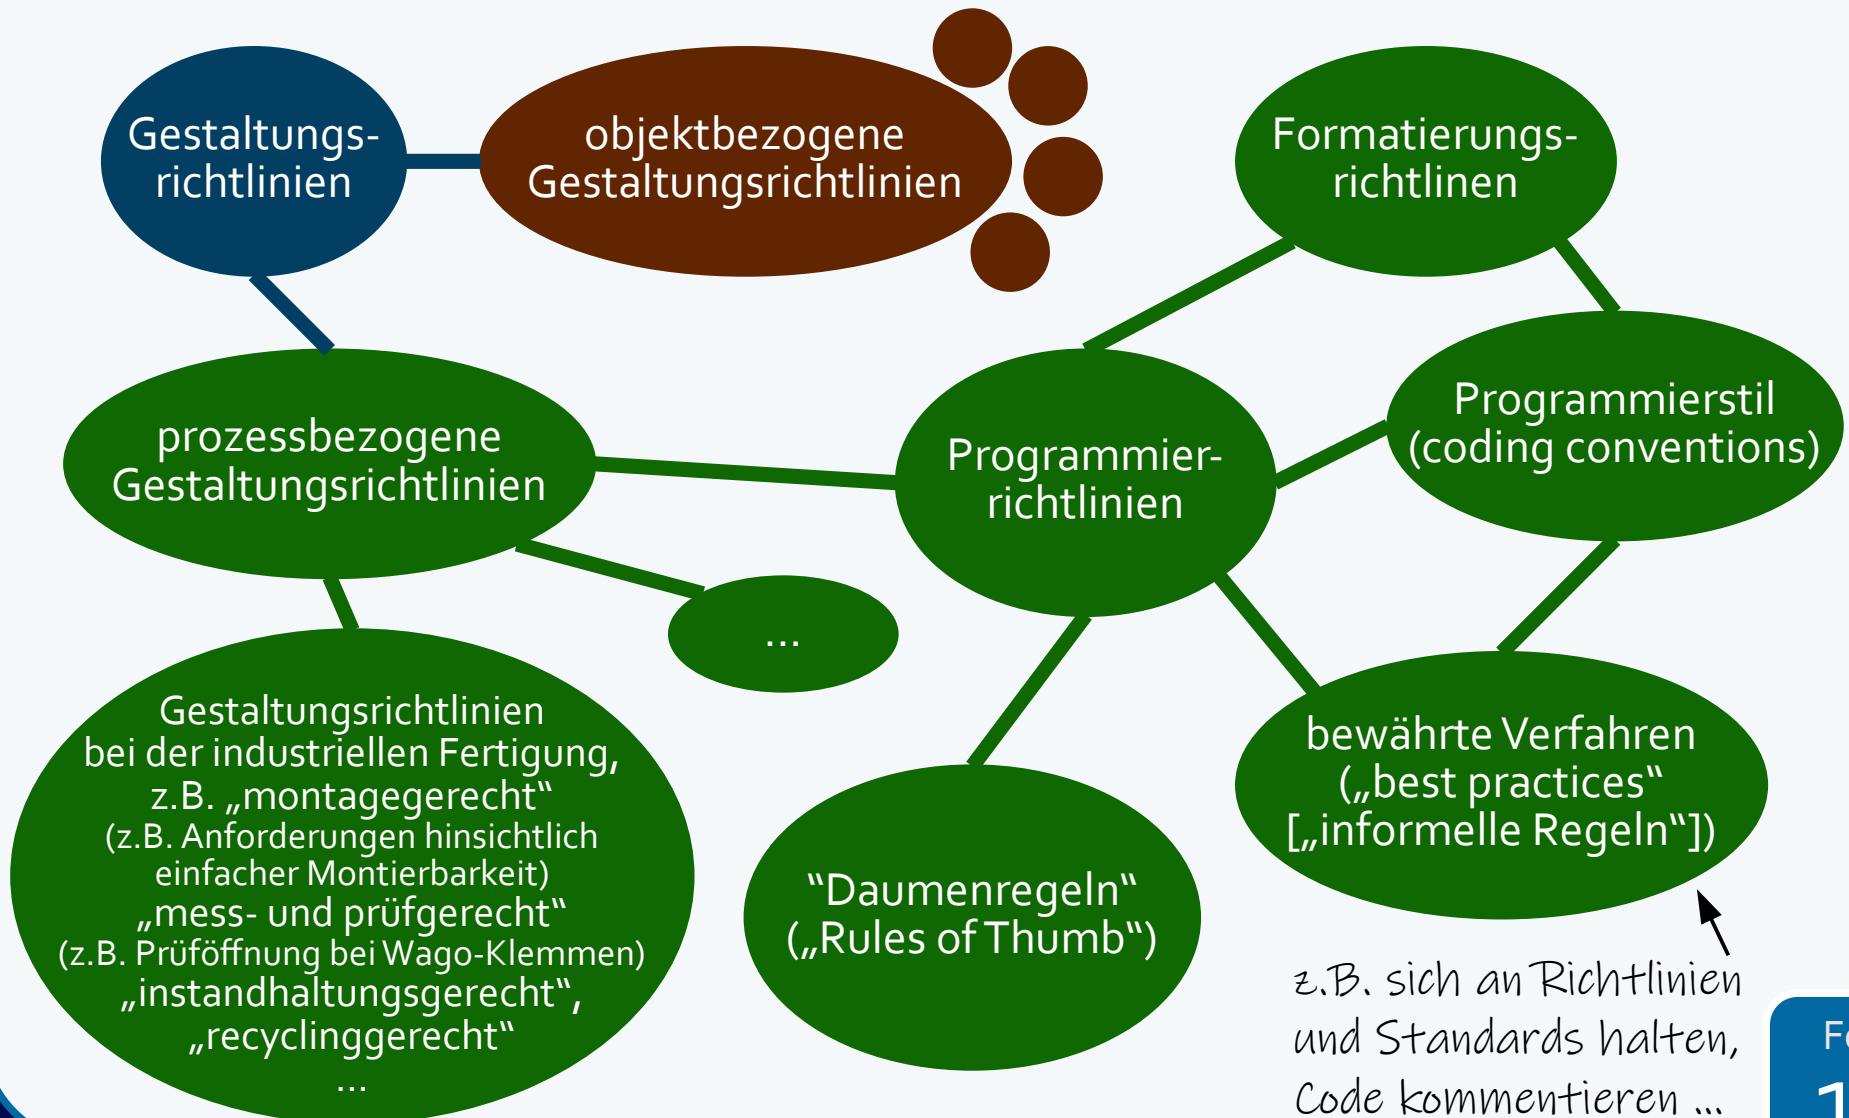 Gestaltungs-
richtlinien
objektbezogene
Gestaltungsrichtlinien
Formatierungs-
richtlinen
prozessbezogene
Gestaltungsrichtlinien
Programmier-
richtlinien
Programmierstil
(coding conventions)
...
Gestaltungsrichtlinien
bei der industriellen Fertigung,
z.B. „montagegerecht“
(z.B. Anforderungen hinsichtlich
einfacher Montierbarkeit)
„mess- und prüfgerecht“
(z.B. Prüföffnung bei Wago-Klemmen)
„instandhaltungsgerecht“,
„recyclinggerecht“
...
“Daumenregeln“
(„Rules of Thumb“)
bewährte Verfahren
(„best practices“
[„informelle Regeln“])
z.B. sich an Richtlinien
und Standards halten,
Code kommentieren ...